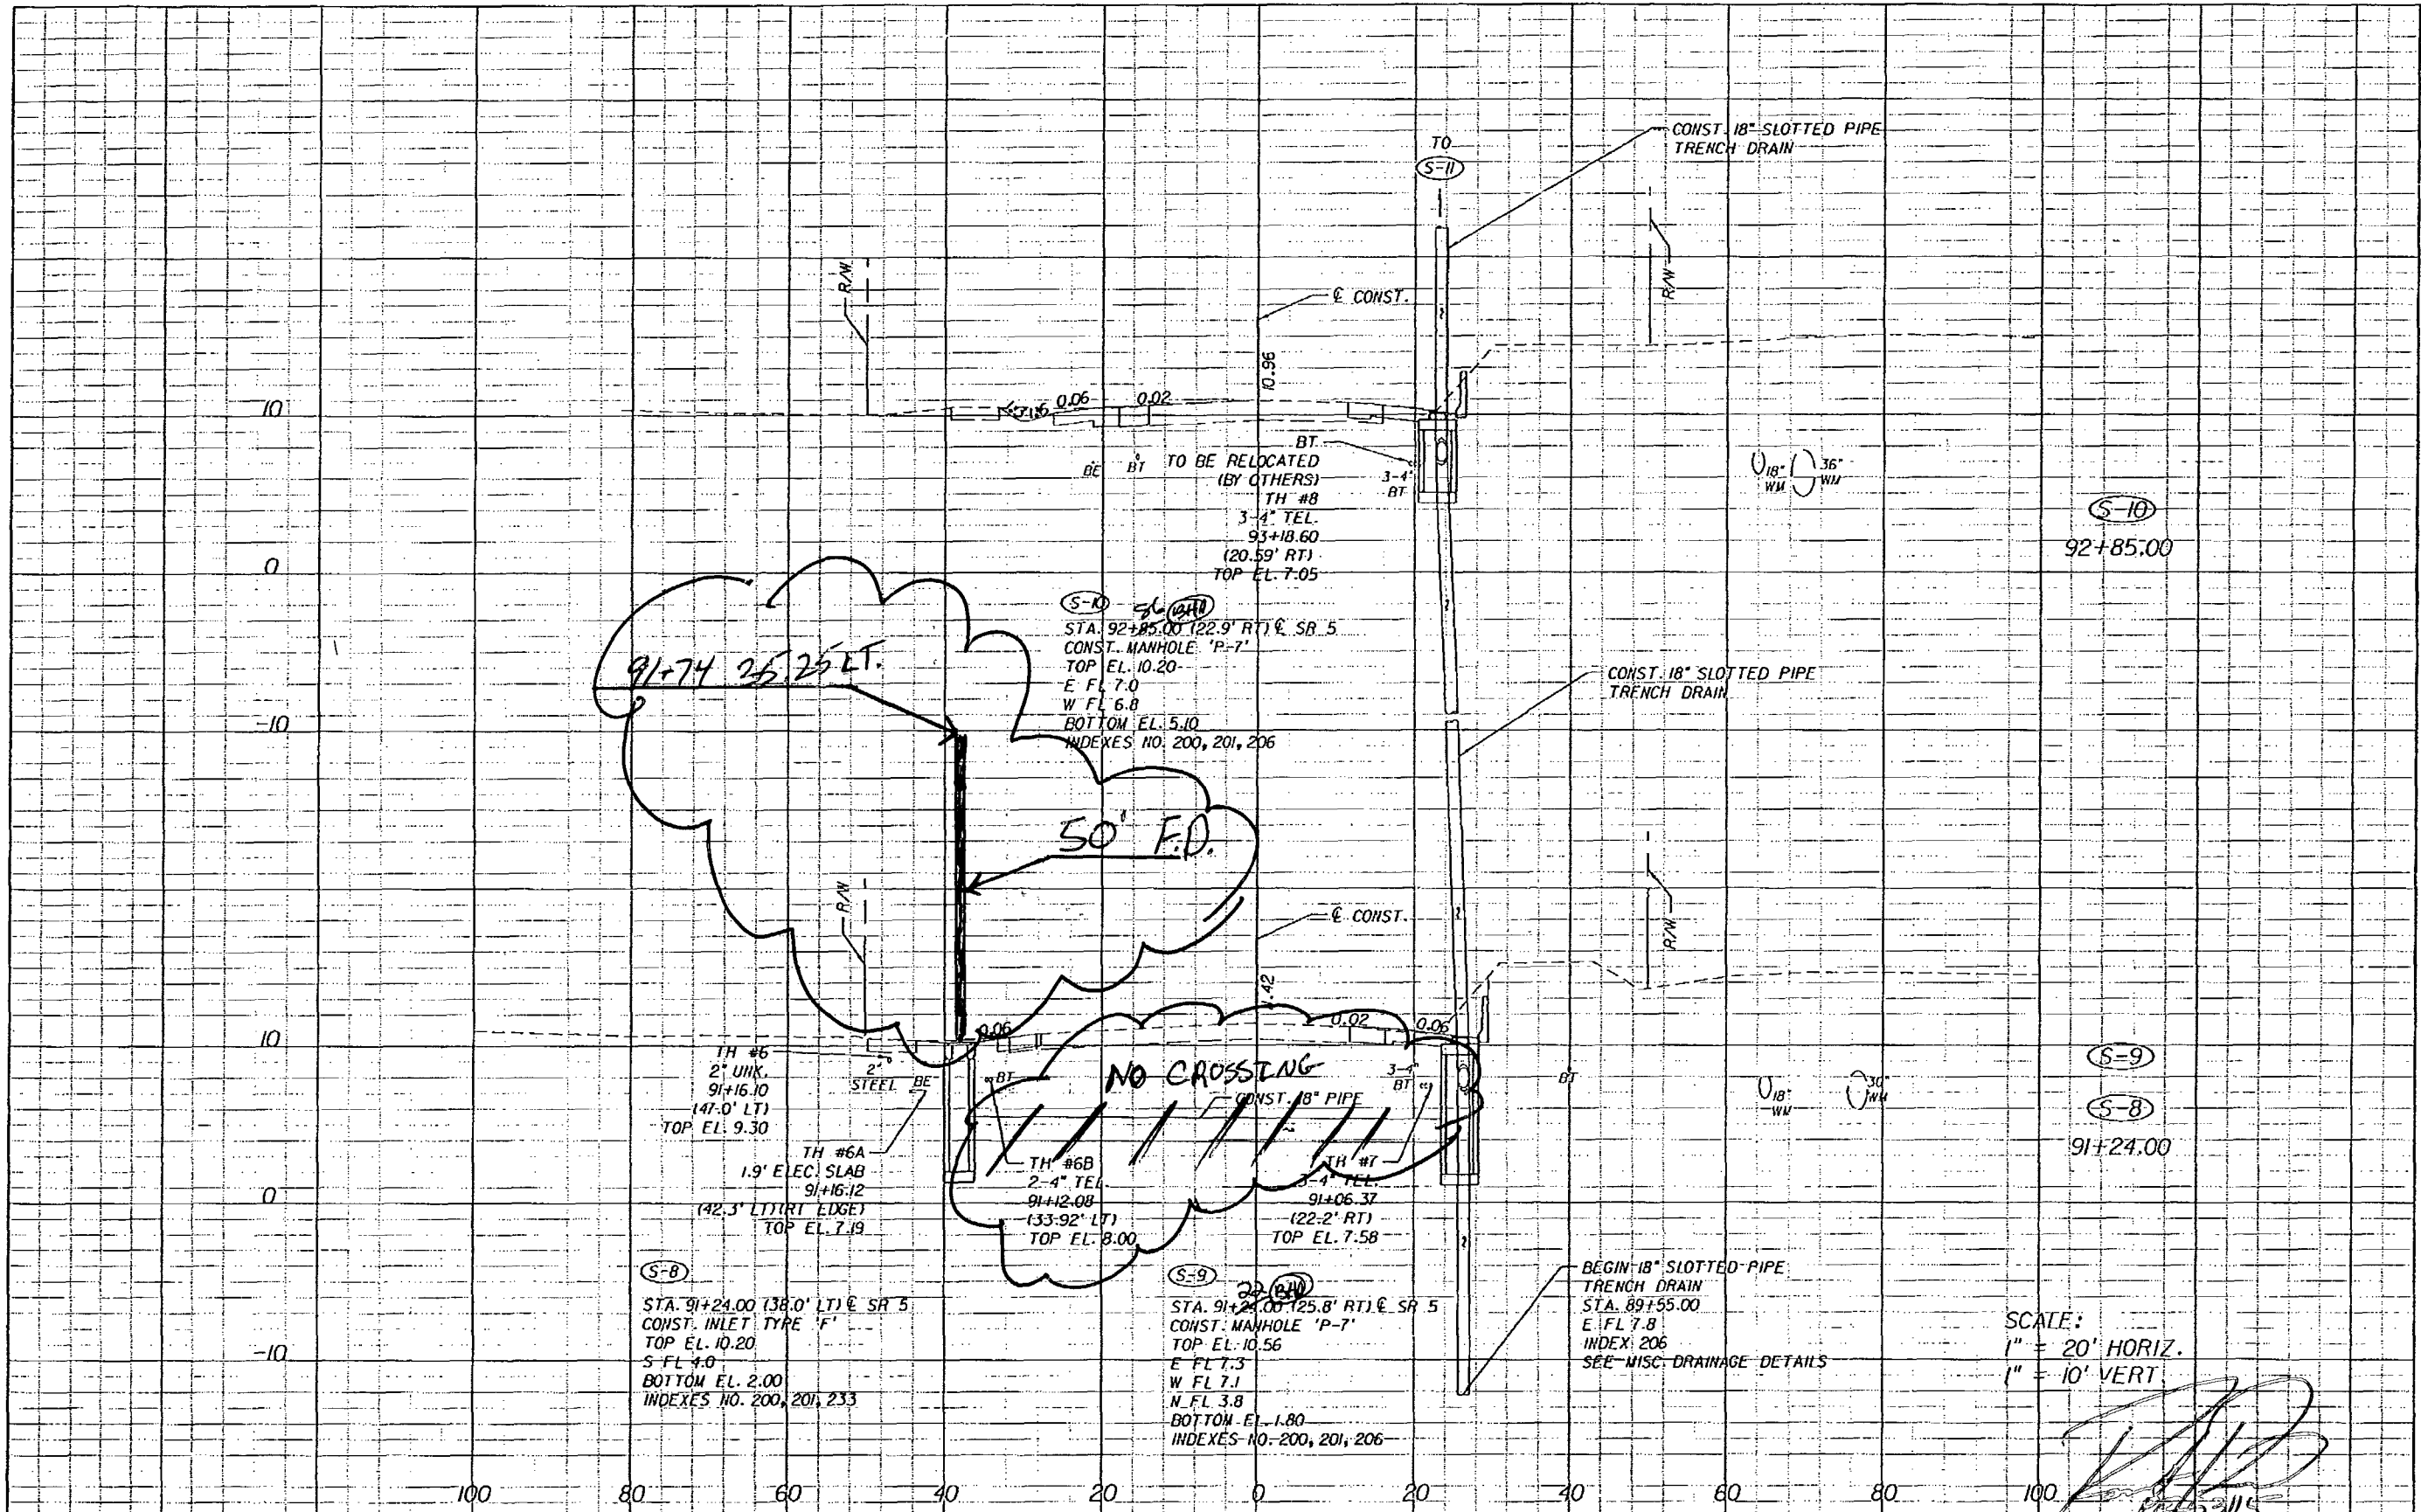 CONST. 18" SLOTTED PIPE
TRENCH DRAIN
TO
S-11
R/W
R/W
℄ CONST.
10.96
10
0.06
0.02
BT
BE
BT
TO BE RELOCATED
(BY OTHERS)
TH #8
3-4" TEL.
93+18.60
(20.59' RT)
TOP EL. 7.05
3-4"
BT
18"
WM
36"
WM
S-10
92+85.00
0
S-10
56
STA. 92+85.00 (22.9' RT) ℄ SR 5
CONST. MANHOLE 'P-7'
TOP EL. 10.20
E FL 7.0
W FL 6.8
BOTTOM EL. 5.10
INDEXES NO. 200, 201, 206
91+74 25.25 LT.
CONST. 18" SLOTTED PIPE
TRENCH DRAIN
-10
50' F.D.
R/W
R/W
℄ CONST.
10
0.06
0.02
0.06
TH #6
2" UNK.
91+16.10
(47.0' LT)
TOP EL. 9.30
2"
STEEL
BE
BT
NO CROSSING
CONST. 18" PIPE
3-4"
BT
BT
18"
WM
30"
WM
S-9
S-8
91+24.00
TH #6A
1.9' ELEC. SLAB
91+16.12
(42.3' LT)(RT EDGE)
TOP EL. 7.19
TH #6B
2-4" TEL.
91+12.08
(33.92' LT)
TOP EL. 8.00
TH #7
3-4" TEL.
91+06.37
(22.2' RT)
TOP EL. 7.58
0
S-8
STA. 91+24.00 (38.0' LT) ℄ SR 5
CONST. INLET TYPE 'F'
TOP EL. 10.20
S FL 4.0
BOTTOM EL. 2.00
INDEXES NO. 200, 201, 233
S-9
22
STA. 91+24.00 (25.8' RT) ℄ SR 5
CONST. MANHOLE 'P-7'
TOP EL. 10.56
E FL 7.3
W FL 7.1
N FL 3.8
BOTTOM EL. 1.80
INDEXES NO. 200, 201, 206
BEGIN 18" SLOTTED PIPE
TRENCH DRAIN
STA. 89+55.00
E FL 7.8
INDEX 206
SEE MISC. DRAINAGE DETAILS
SCALE:
1" = 20' HORIZ.
1" = 10' VERT.
-10
100 80 60 40 20 0 20 40 60 80 100